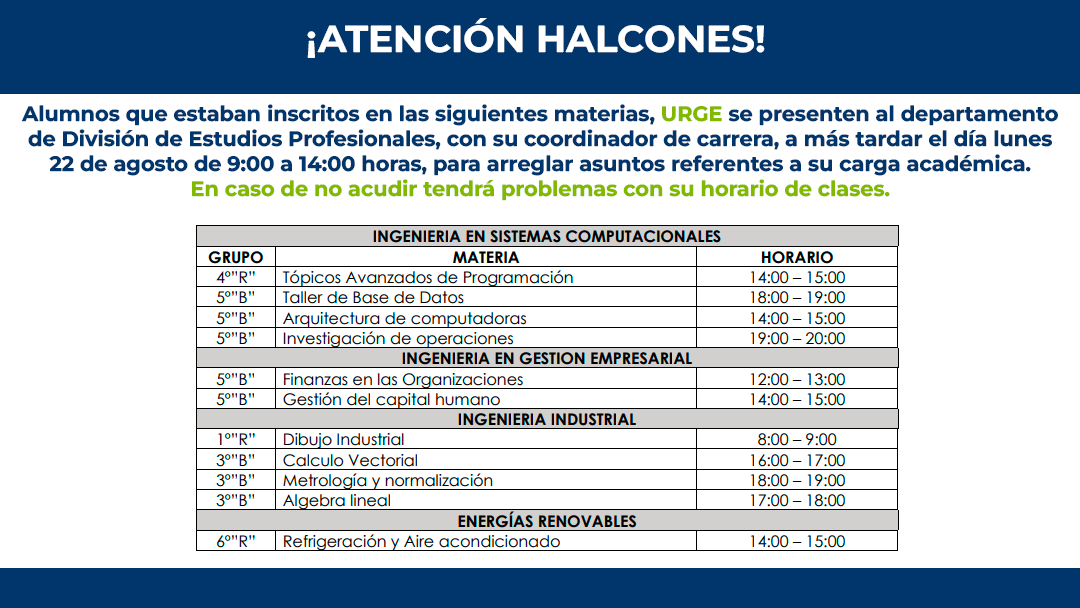 ¡ATENCIÓN HALCONES!
Alumnos que estaban inscritos en las siguientes materias, URGE se presenten al departamento
de División de Estudios Profesionales, con su coordinador de carrera, a más tardar el día lunes
22 de agosto de 9:00 a 14:00 horas, para arreglar asuntos referentes a su carga académica.
En caso de no acudir tendrá problemas con su horario de clases.
INGENIERIA EN SISTEMAS COMPUTACIONALES
GRUPO MATERIA HORARIO
4°"R" Tópicos Avanzados de Programación 14:00 – 15:00
5°"B" Taller de Base de Datos 18:00 – 19:00
5°"B" Arquitectura de computadoras 14:00 – 15:00
5°"B" Investigación de operaciones 19:00 – 20:00
INGENIERIA EN GESTION EMPRESARIAL
5°"B" Finanzas en las Organizaciones 12:00 – 13:00
5°"B" Gestión del capital humano 14:00 – 15:00
INGENIERIA INDUSTRIAL
1°"R" Dibujo Industrial 8:00 – 9:00
3°"B" Calculo Vectorial 16:00 – 17:00
3°"B" Metrología y normalización 18:00 – 19:00
3°"B" Algebra lineal 17:00 – 18:00
ENERGÍAS RENOVABLES
6°"R" Refrigeración y Aire acondicionado 14:00 – 15:00